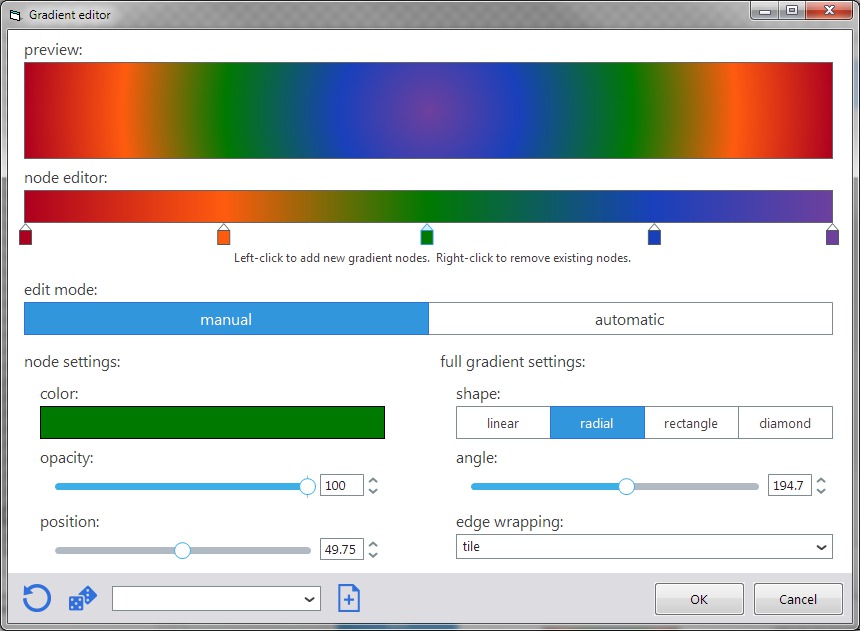 Gradient editor
preview:
node editor:
Left-click to add new gradient nodes.  Right-click to remove existing nodes.
edit mode:
manual
automatic
node settings:
color:
opacity:
100
position:
49.75
full gradient settings:
shape:
linear
radial
rectangle
diamond
angle:
194.7
edge wrapping:
tile
OK
Cancel